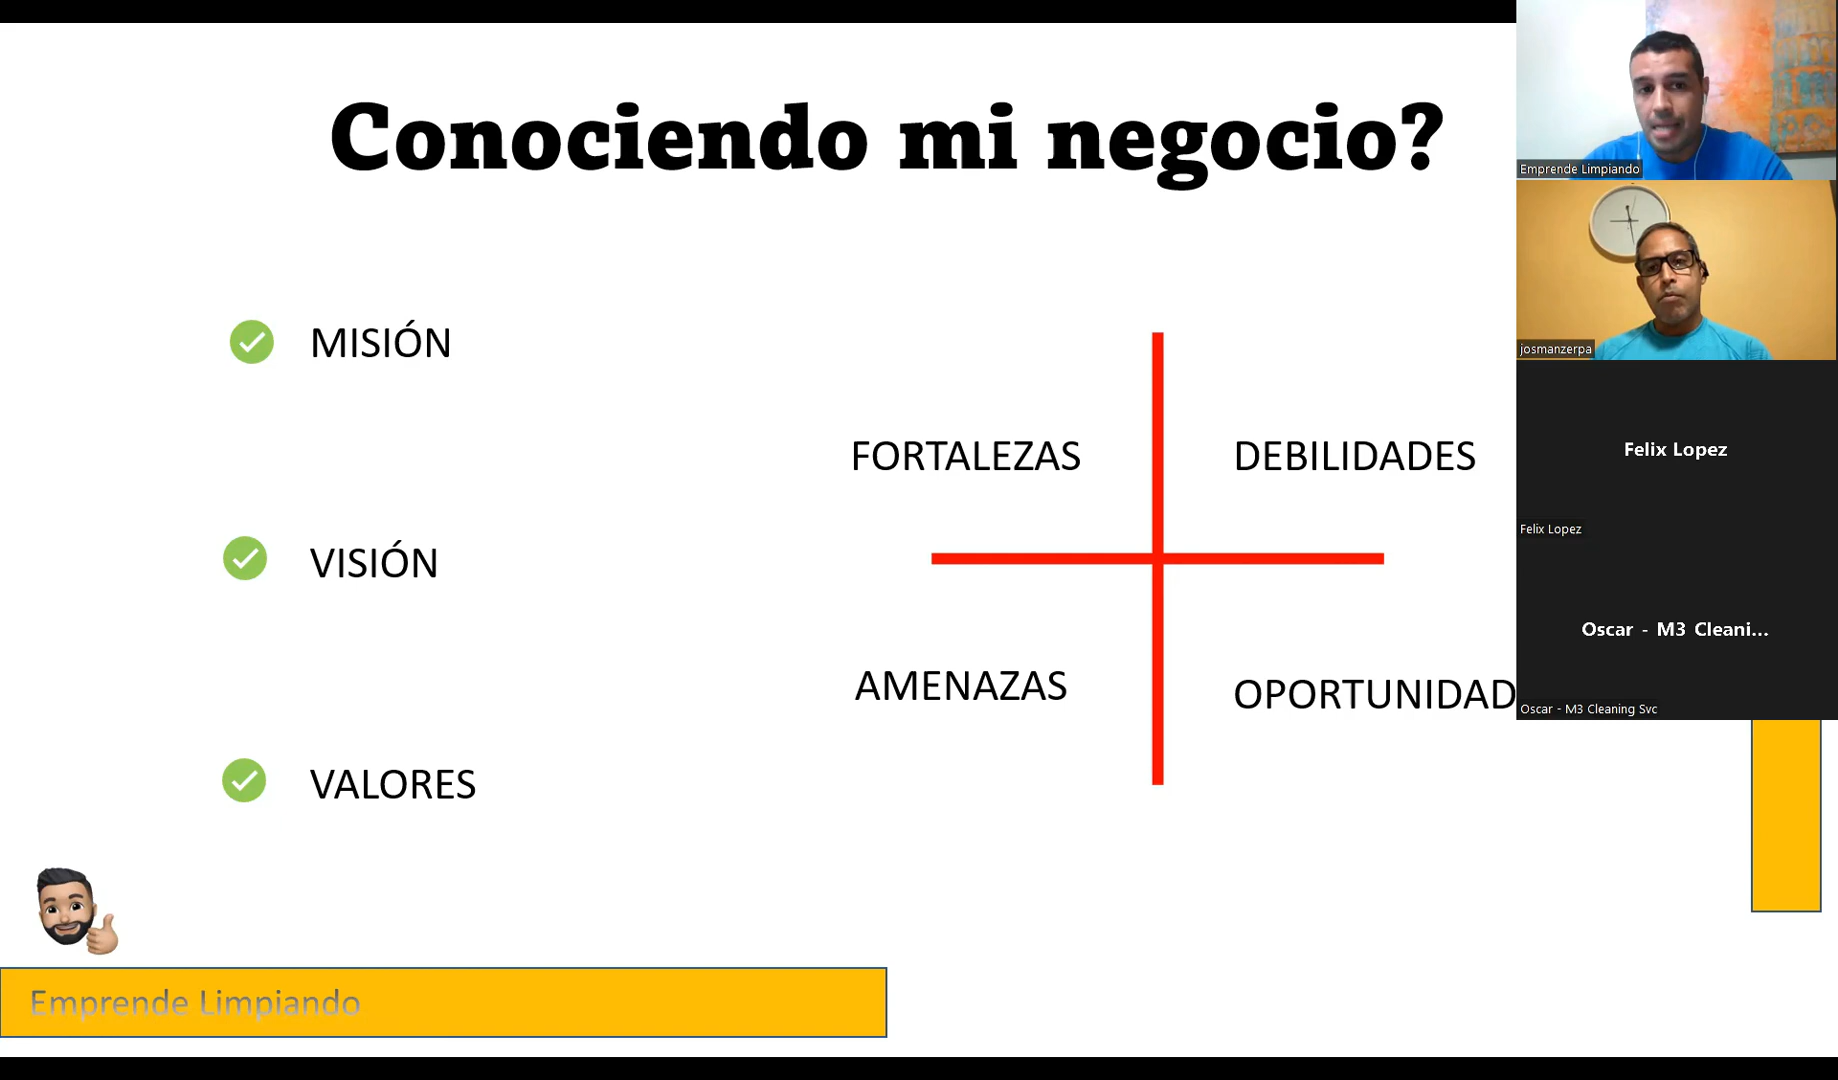 Conociendo mi negocio?
MISIÓN
VISIÓN
VALORES
FORTALEZAS
DEBILIDADES
AMENAZAS
OPORTUNIDAD
Emprende Limpiando
Emprende Limpiando
josmanzerpa
Felix Lopez
Felix Lopez
Oscar - M3 Cleani...
Oscar - M3 Cleaning Svc